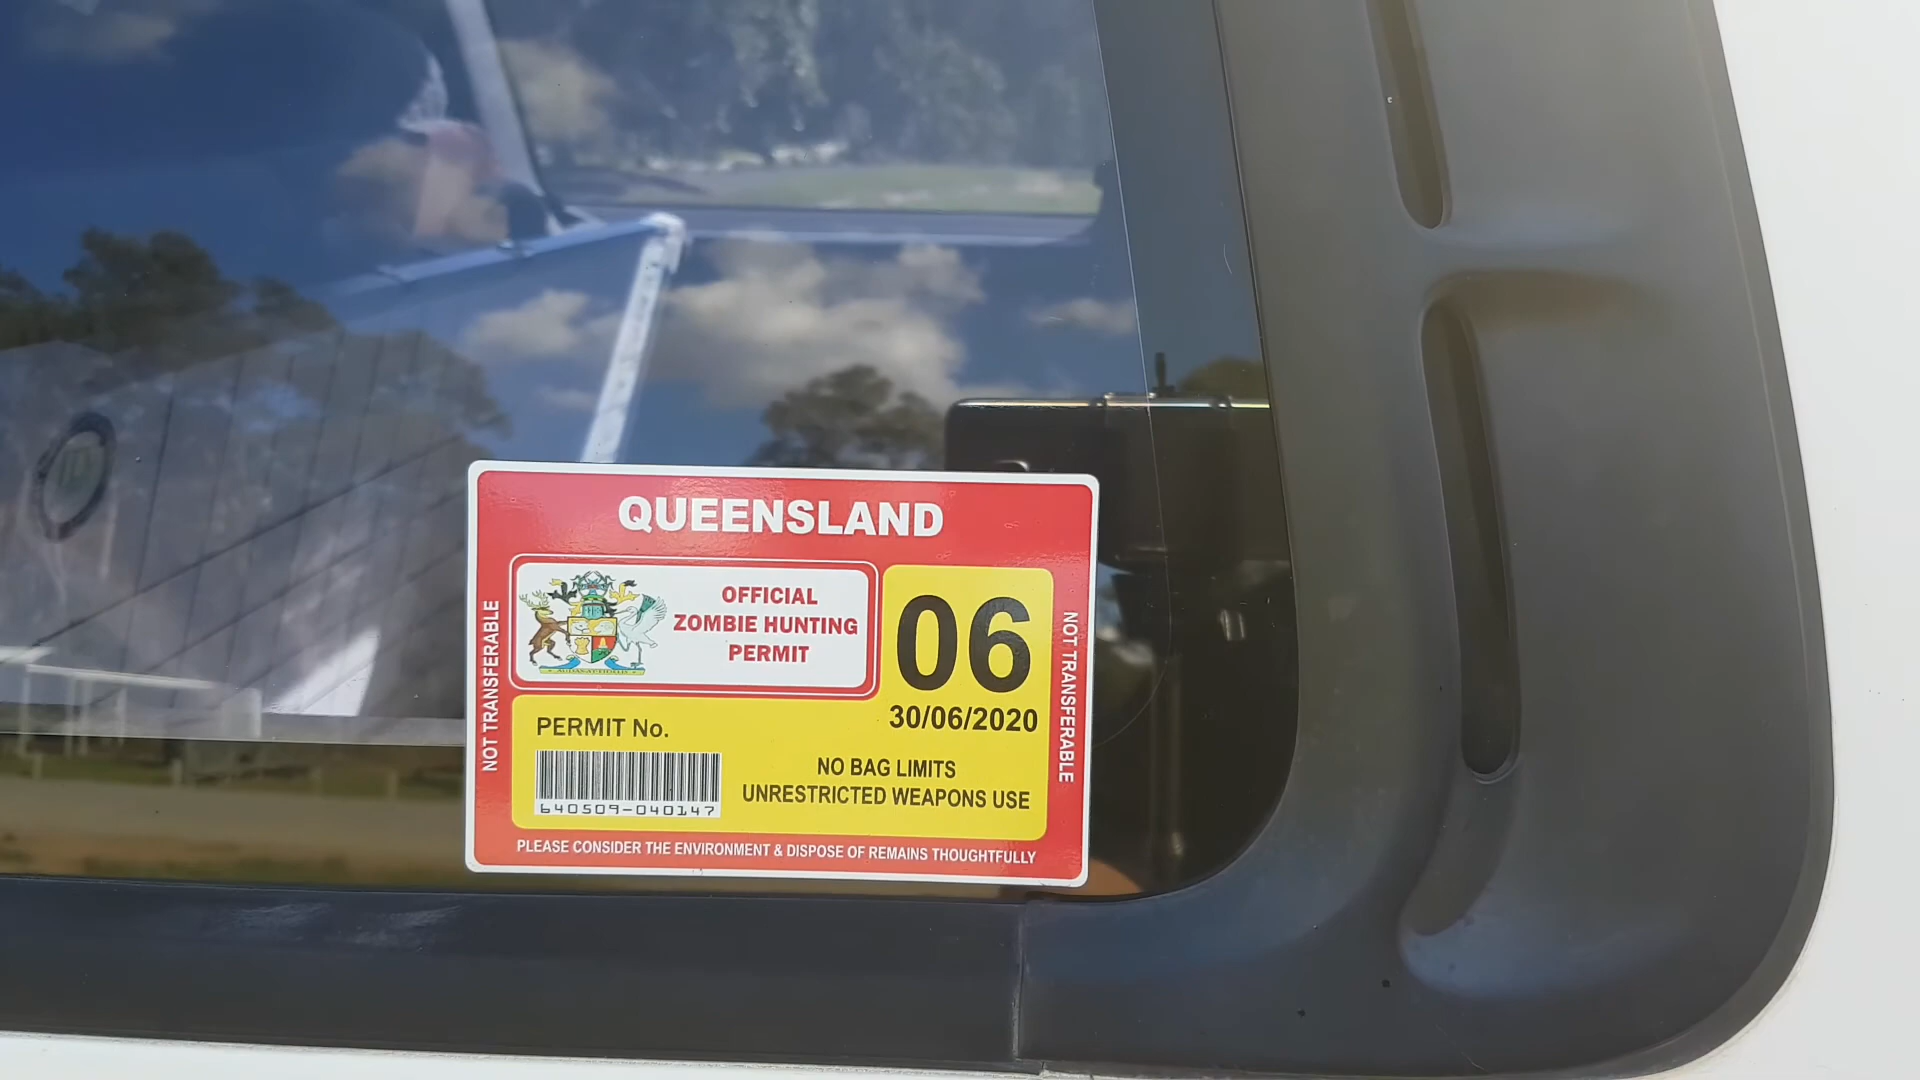 QUEENSLAND
OFFICIAL
ZOMBIE HUNTING
PERMIT
06
30/06/2020
NOT TRANSFERABLE
NOT TRANSFERABLE
PERMIT No.
640509-040147
NO BAG LIMITS
UNRESTRICTED WEAPONS USE
PLEASE CONSIDER THE ENVIRONMENT & DISPOSE OF REMAINS THOUGHTFULLY